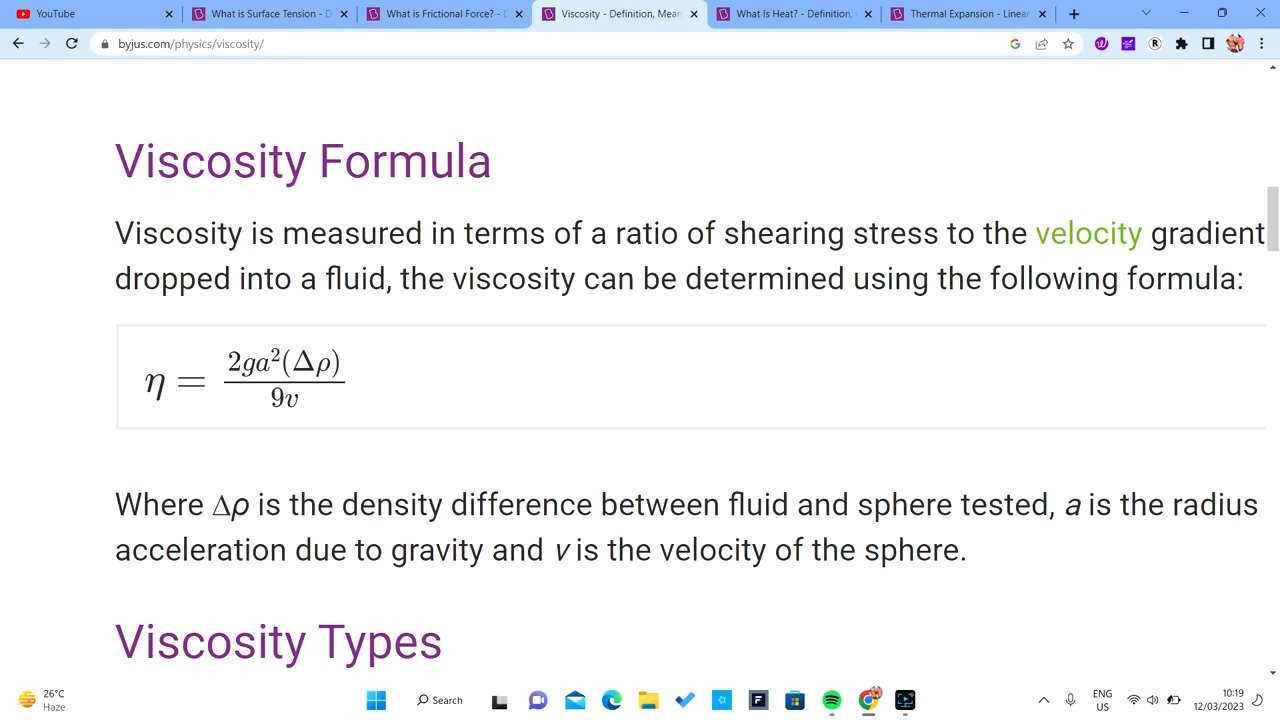 YouTube
What is Surface Tension - D
What is Frictional Force? - D
Viscosity - Definition, Mean
What Is Heat? - Definition, 
Thermal Expansion - Linear
byjus.com/physics/viscosity/
Viscosity Formula
Viscosity is measured in terms of a ratio of shearing stress to the velocity gradient
dropped into a fluid, the viscosity can be determined using the following formula:
η = 2ga²(Δρ) / 9v
Where Δρ is the density difference between fluid and sphere tested, a is the radius
acceleration due to gravity and v is the velocity of the sphere.
Viscosity Types
26°C
Haze
Search
ENG
US
10:19
12/03/2023